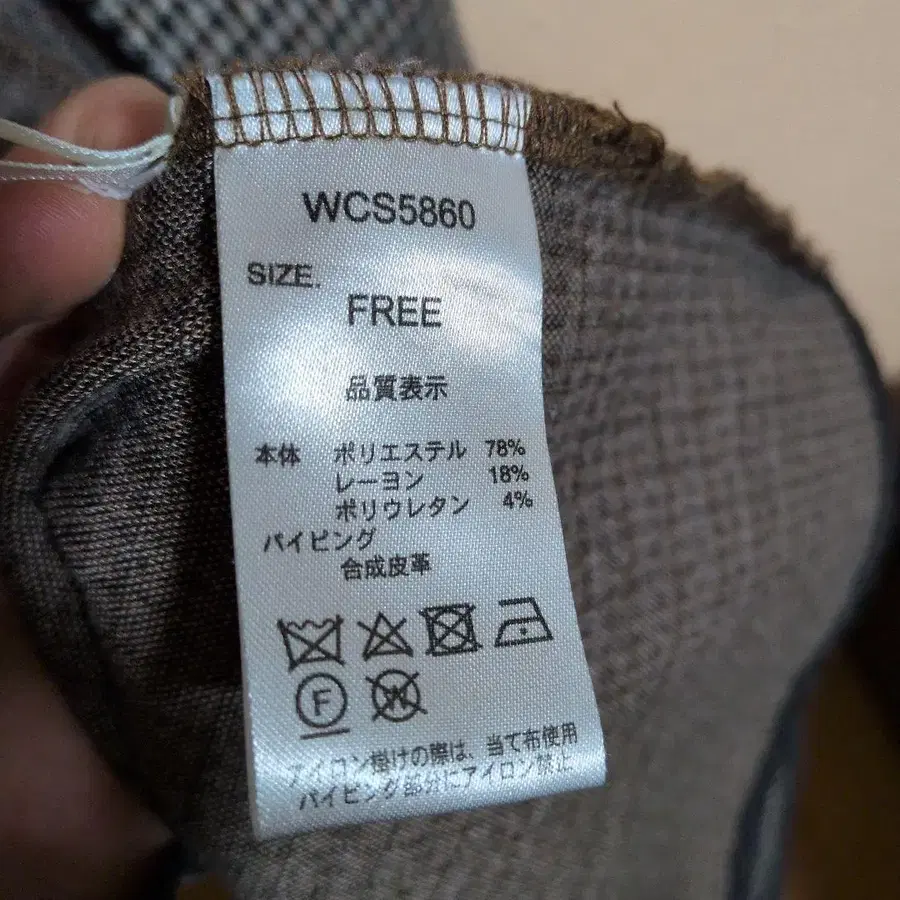 WCS5860
SIZE.
FREE
品質表示
本体 ポリエステル 78%
レーヨン 18%
ポリウレタン 4%
パイピング
合成皮革
F W
アイロン掛けの際は、当て布使用
パイピング部分にアイロン禁止